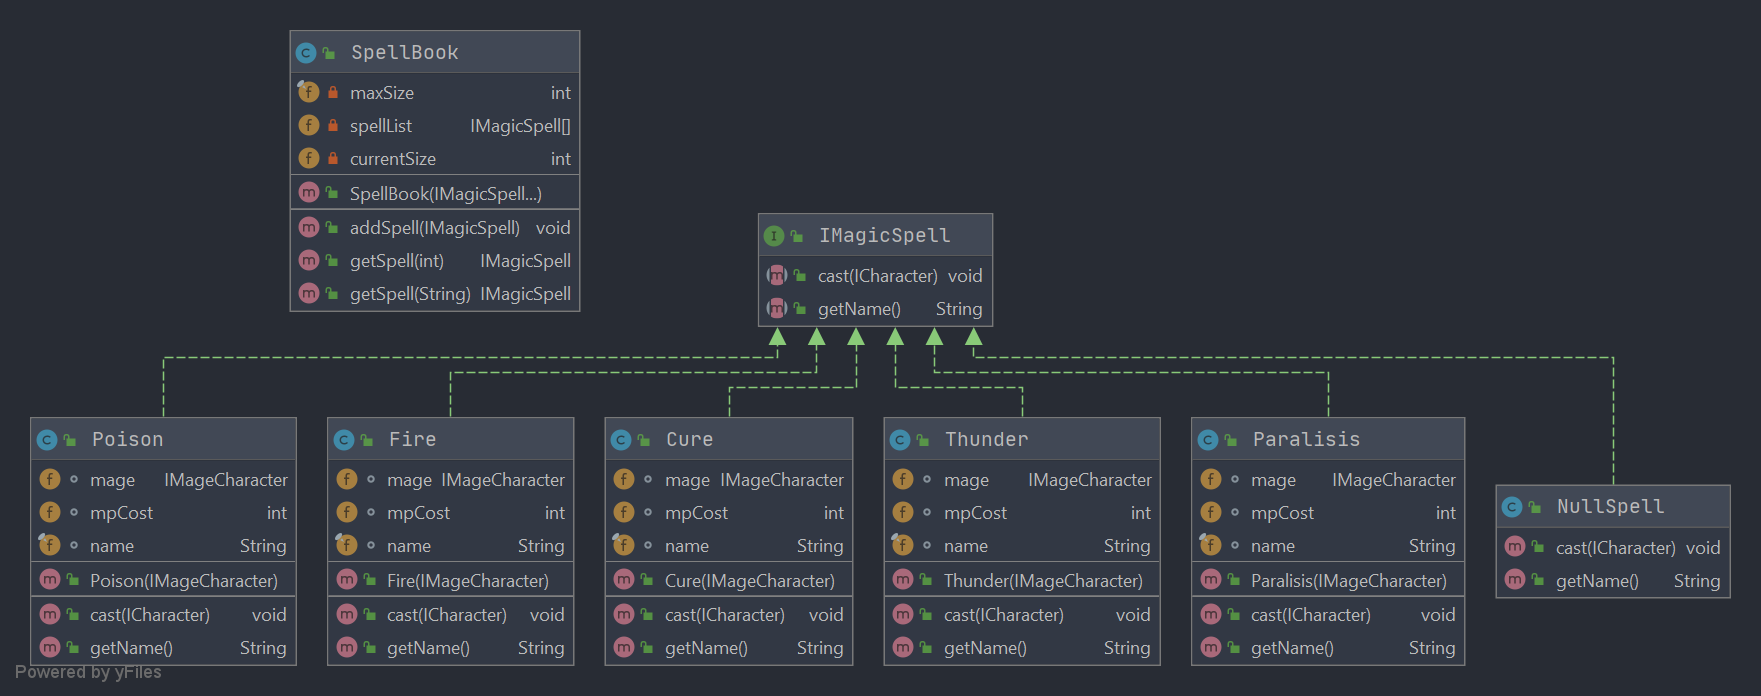 SpellBook
maxSize int
spellList IMagicSpell[]
currentSize int
SpellBook(IMagicSpell...)
addSpell(IMagicSpell) void
getSpell(int) IMagicSpell
getSpell(String) IMagicSpell
IMagicSpell
cast(ICharacter) void
getName() String
Poison
mage IMageCharacter
mpCost int
name String
Poison(IMageCharacter)
cast(ICharacter) void
getName() String
Fire
mage IMageCharacter
mpCost int
name String
Fire(IMageCharacter)
cast(ICharacter) void
getName() String
Cure
mage IMageCharacter
mpCost int
name String
Cure(IMageCharacter)
cast(ICharacter) void
getName() String
Thunder
mage IMageCharacter
mpCost int
name String
Thunder(IMageCharacter)
cast(ICharacter) void
getName() String
Paralisis
mage IMageCharacter
mpCost int
name String
Paralisis(IMageCharacter)
cast(ICharacter) void
getName() String
NullSpell
cast(ICharacter) void
getName() String
Powered by yFiles